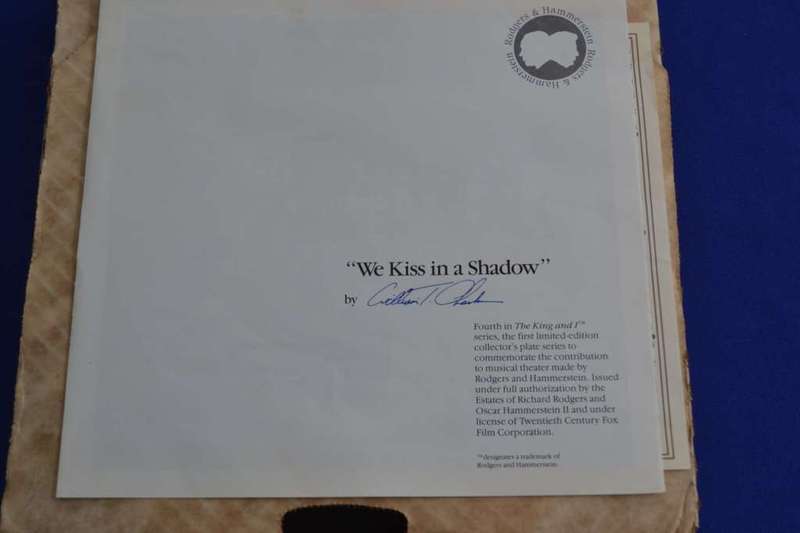 Rodgers & Hammerstein
Rodgers & Hammerstein
"We Kiss in a Shadow"
by William T. Chambers
Fourth in The King and I™
series, the first limited-edition
collector's plate series to
commemorate the contribution
to musical theater made by
Rodgers and Hammerstein. Issued
under full authorization by the
Estates of Richard Rodgers and
Oscar Hammerstein II and under
license of Twentieth Century Fox
Film Corporation.
™designates a trademark of
Rodgers and Hammerstein.